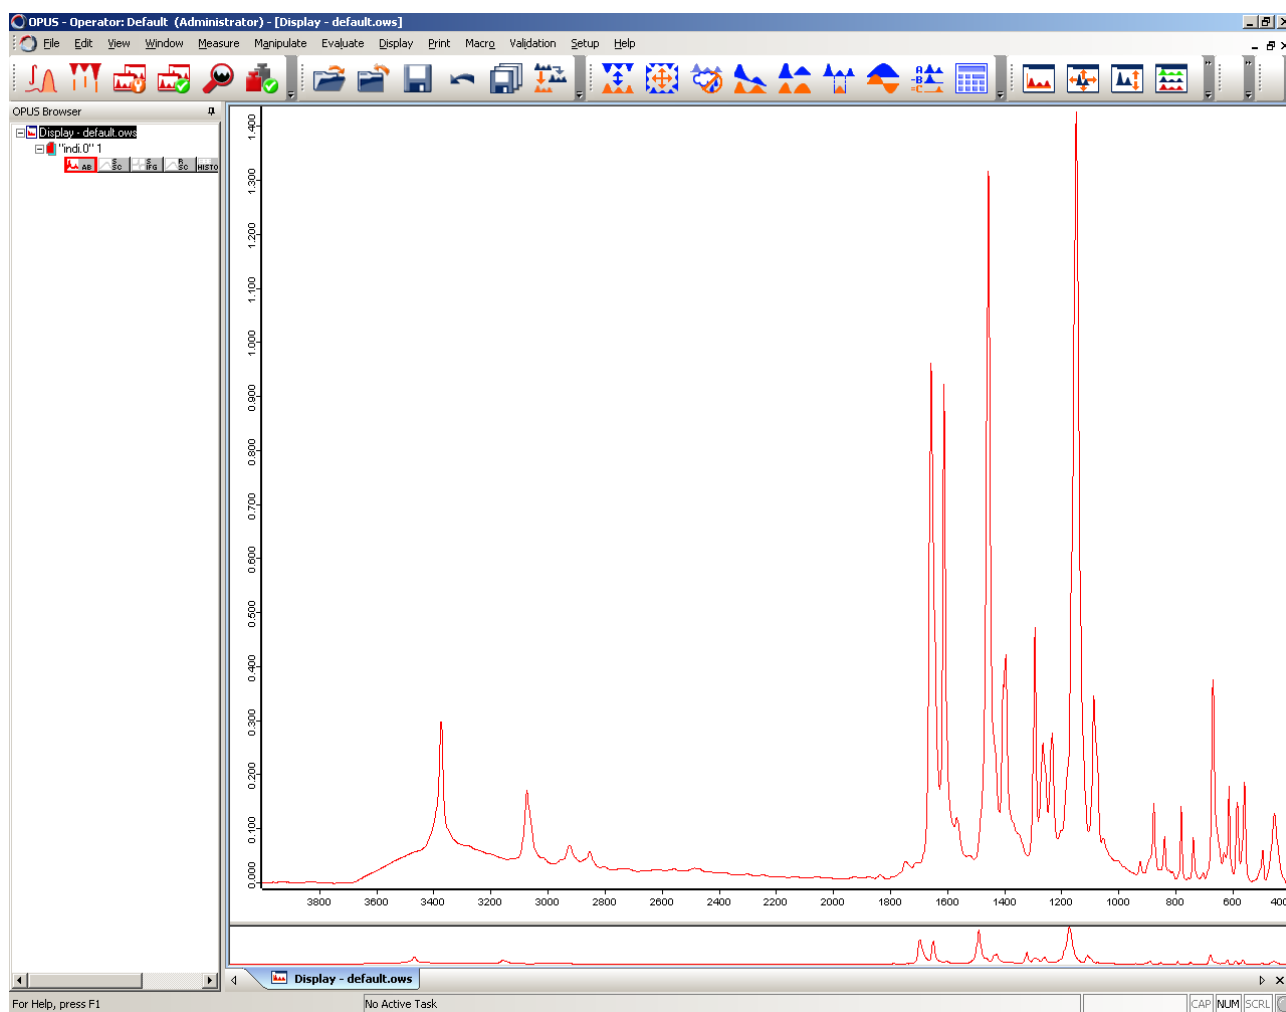 OPUS - Operator: Default (Administrator) - [Display - default.ows]
File Edit View Window Measure Manipulate Evaluate Display Print Macro Validation Setup Help
A
-B
=C
OPUS Browser
Display - default.ows
"indi.0" 1
AB S SC S IFG R SC HISTO
1.400
1.300
1.200
1.100
1.000
0.900
0.800
0.700
0.600
0.500
0.400
0.300
0.200
0.100
0.000
3800 3600 3400 3200 3000 2800 2600 2400 2200 2000 1800 1600 1400 1200 1000 800 600 400
Display - default.ows
For Help, press F1 No Active Task CAP NUM SCRL